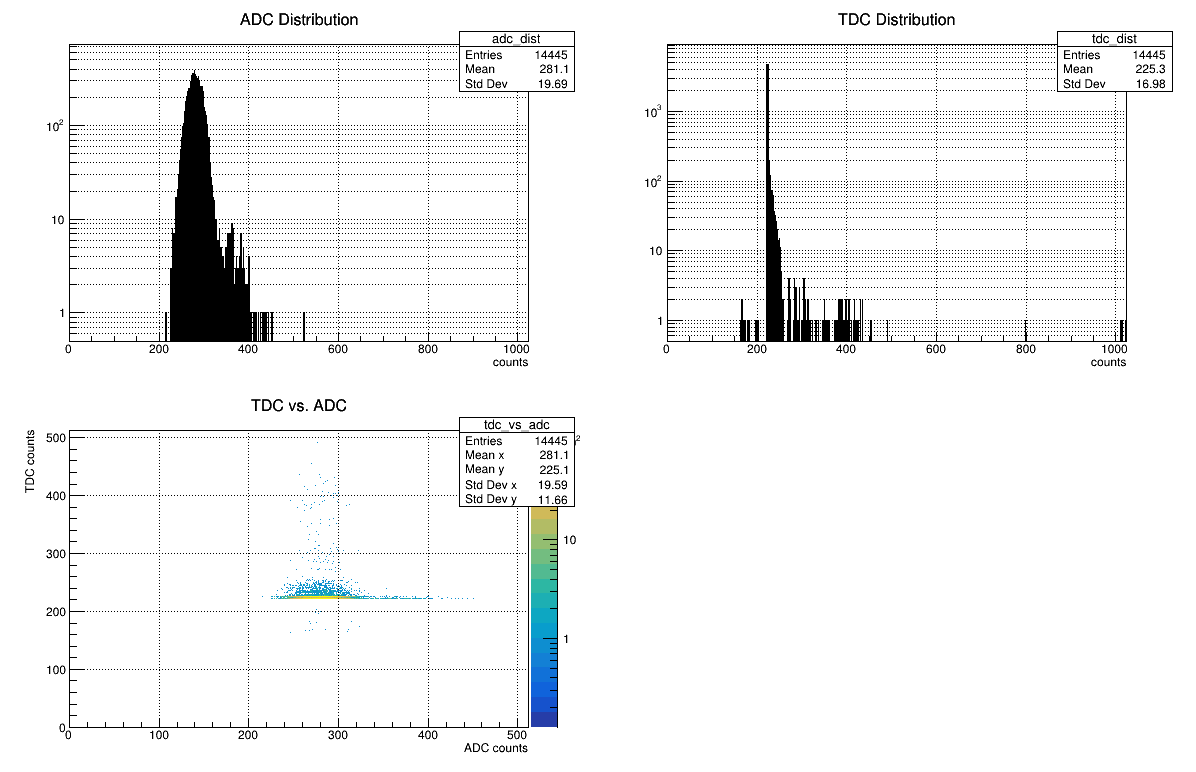 ADC Distribution
adc_dist
Entries 14445
Mean 281.1
Std Dev 19.69
10²
10
1
0 200 400 600 800 1000
counts
TDC Distribution
tdc_dist
Entries 14445
Mean 225.3
Std Dev 16.98
10³
10²
10
1
0 200 400 600 800 1000
counts
TDC vs. ADC
tdc_vs_adc
Entries 14445
Mean x 281.1
Mean y 225.1
Std Dev x 19.59
Std Dev y 11.66
TDC counts
500
400
300
200
100
0
0 100 200 300 400 500
ADC counts
2
10
1